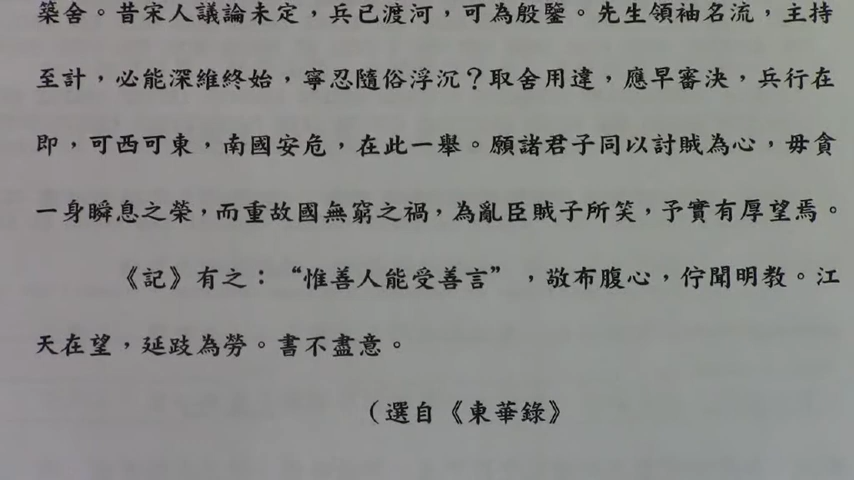 築舍。昔宋人議論未定，兵已渡河，可為殷鑒。先生領袖名流，主持
至計，必能深維終始，寧忍隨俗浮沉？取舍用違，應早審決，兵行在
即，可西可東，南國安危，在此一舉。願諸君子同以討賊為心，毋貪
一身瞬息之榮，而重故國無窮之禍，為亂臣賊子所笑，予實有厚望焉。
《記》有之：“惟善人能受善言”，敬布腹心，佇聞明教。江
天在望，延跂為勞。書不盡意。
（選自《東華錄》